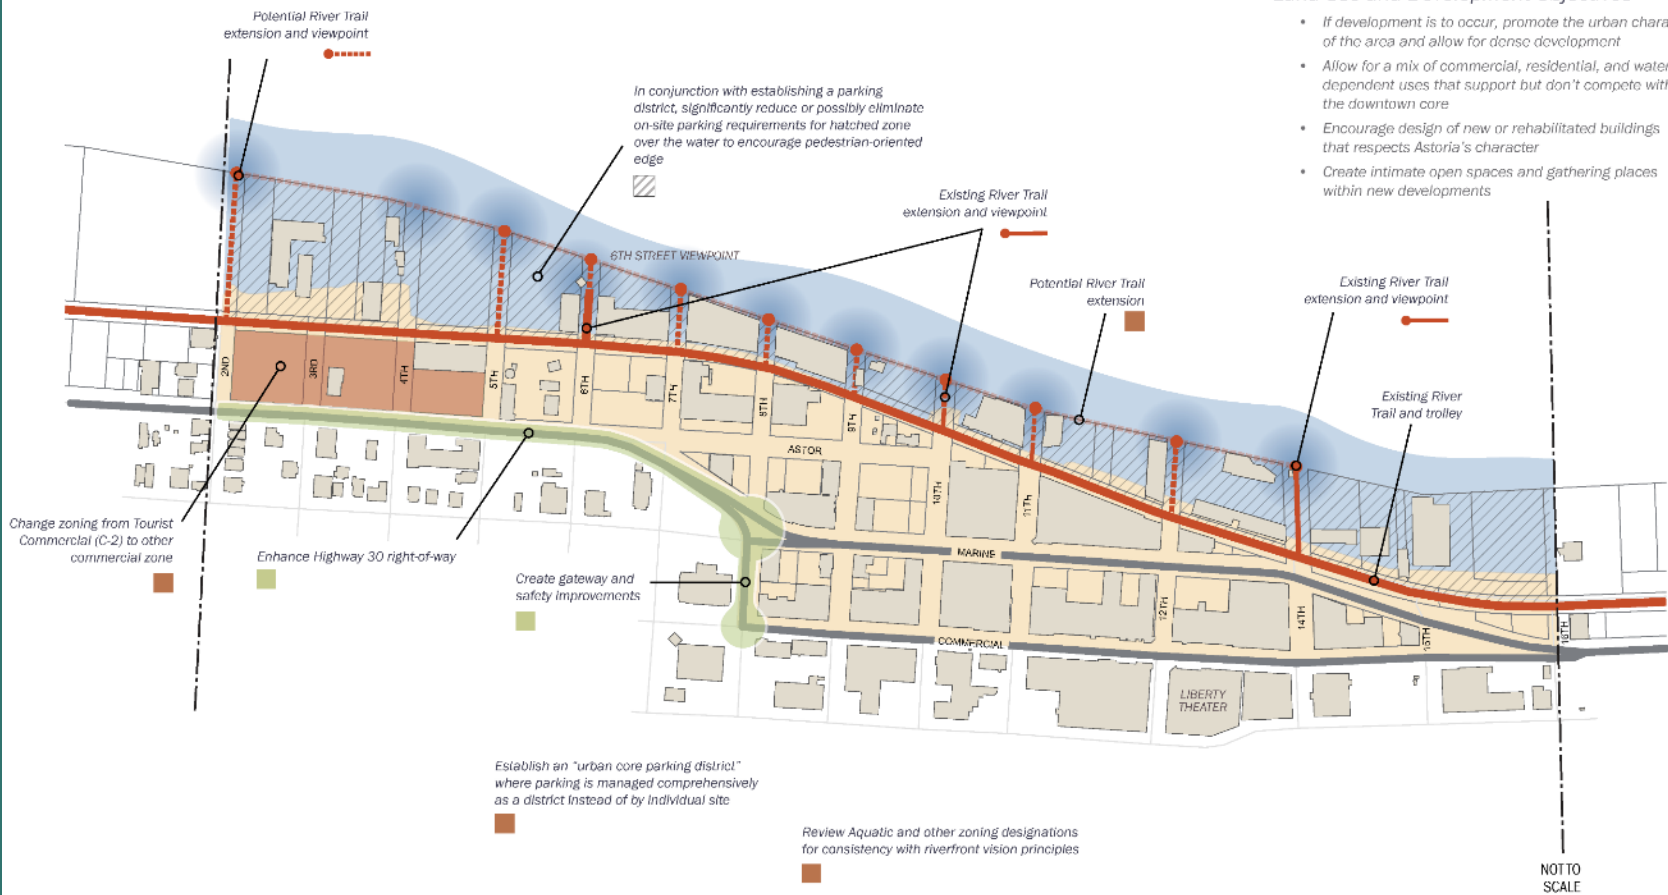 Potential River Trail
extension and viewpoint
If development is to occur, promote the urban
of the area and allow for dense development
Allow for a mix of commercial, residential, and
dependent uses that support but don't compete
the downtown core
Encourage design of new or rehabilitated buildings
that respects Astoria's character
Create intimate open spaces and gathering places
within new developments
In conjunction with establishing a parking
district, significantly reduce or possibly eliminate
on-site parking requirements for hatched zone
over the water to encourage pedestrian-oriented
edge
Existing River Trail
extension and viewpoint
6TH STREET VIEWPOINT
Potential River Trail
extension
Existing River Trail
extension and viewpoint
Existing River
Trail and trolley
2ND
3RD
4TH
5TH
6TH
7TH
8TH
9TH
10TH
11TH
12TH
14TH
15TH
16TH
ASTOR
MARINE
COMMERCIAL
LIBERTY
THEATER
Change zoning from Tourist
Commercial (C-2) to other
commercial zone
Enhance Highway 30 right-of-way
Create gateway and
safety improvements
Establish an "urban core parking district"
where parking is managed comprehensively
as a district instead of by individual site
Review Aquatic and other zoning designations
for consistency with riverfront vision principles
NOT TO
SCALE